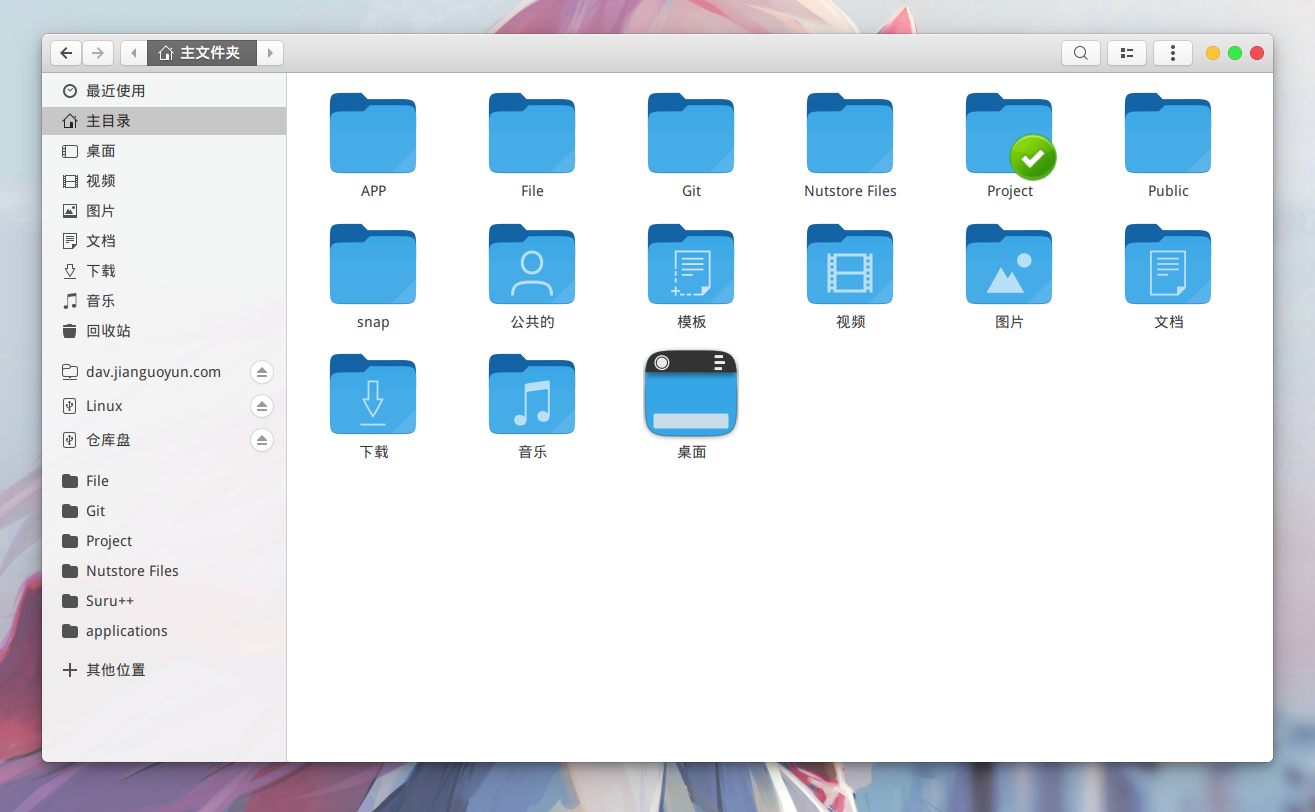 主文件夹
最近使用
主目录
桌面
视频
图片
文档
下载
音乐
回收站
dav.jianguoyun.com
Linux
仓库盘
File
Git
Project
Nutstore Files
Suru++
applications
其他位置
APP
File
Git
Nutstore Files
Project
Public
snap
公共的
模板
视频
图片
文档
下载
音乐
桌面